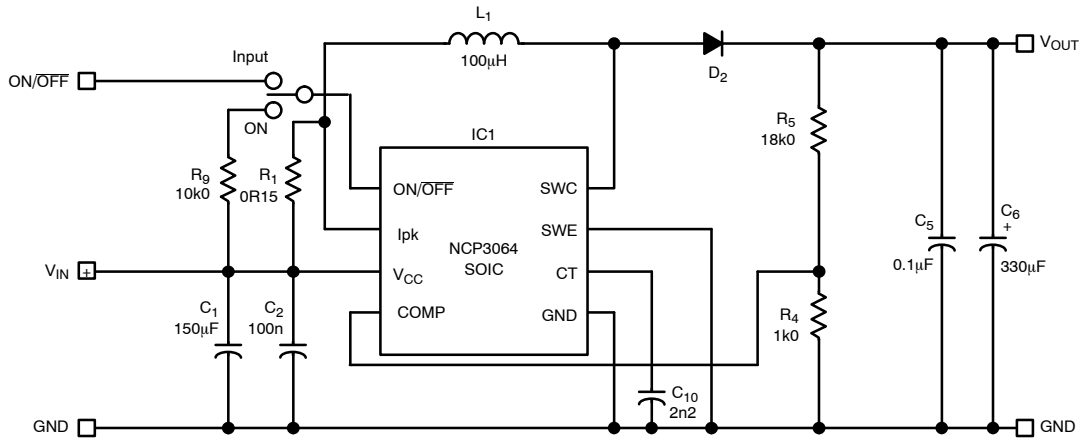 L1
100μH
Input
ON/OFF
ON
D2
VOUT
IC1
R5
18k0
R9
10k0
R1
0R15
ON/OFF
SWC
Ipk
SWE
NCP3064
SOIC
C5
0.1μF
C6
+
330μF
VIN
+
VCC
CT
COMP
GND
C1
150μF
C2
100n
R4
1k0
C10
2n2
GND
GND